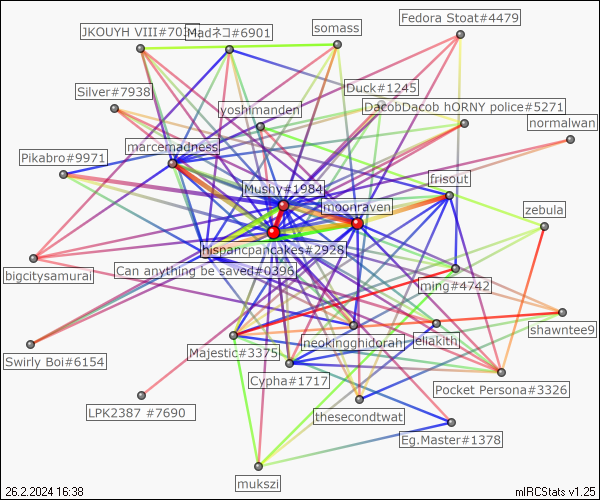 Fedora Stoat#4479
JKOUYH VIII#70
Madネコ#6901
somass
Silver#7938
Duck#1245
yoshimanden
DacobDacob hORNY police#5271
normalwan
marcemadness
Pikabro#9971
Mushy#1984
frisout
moonraven
zebula
hispancpancakes#2928
bigcitysamurai
Can anything be saved#0396
ming#4742
Majestic#3375
neokingghidorah
eliakith
shawntee9
Swirly Boi#6154
Cypha#1717
Pocket Persona#3326
LPK2387 #7690
thesecondtwat
Eg.Master#1378
mukszi
26.2.2024 16:38
mIRCStats v1.25